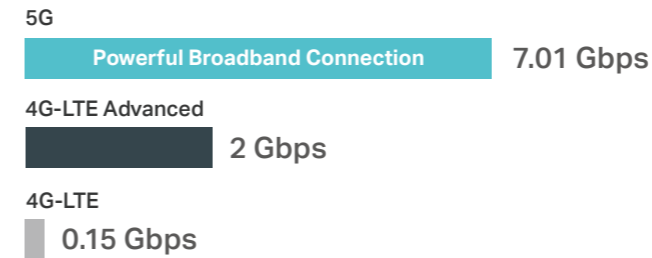 5G
Powerful Broadband Connection 7.01 Gbps
4G-LTE Advanced
2 Gbps
4G-LTE
0.15 Gbps